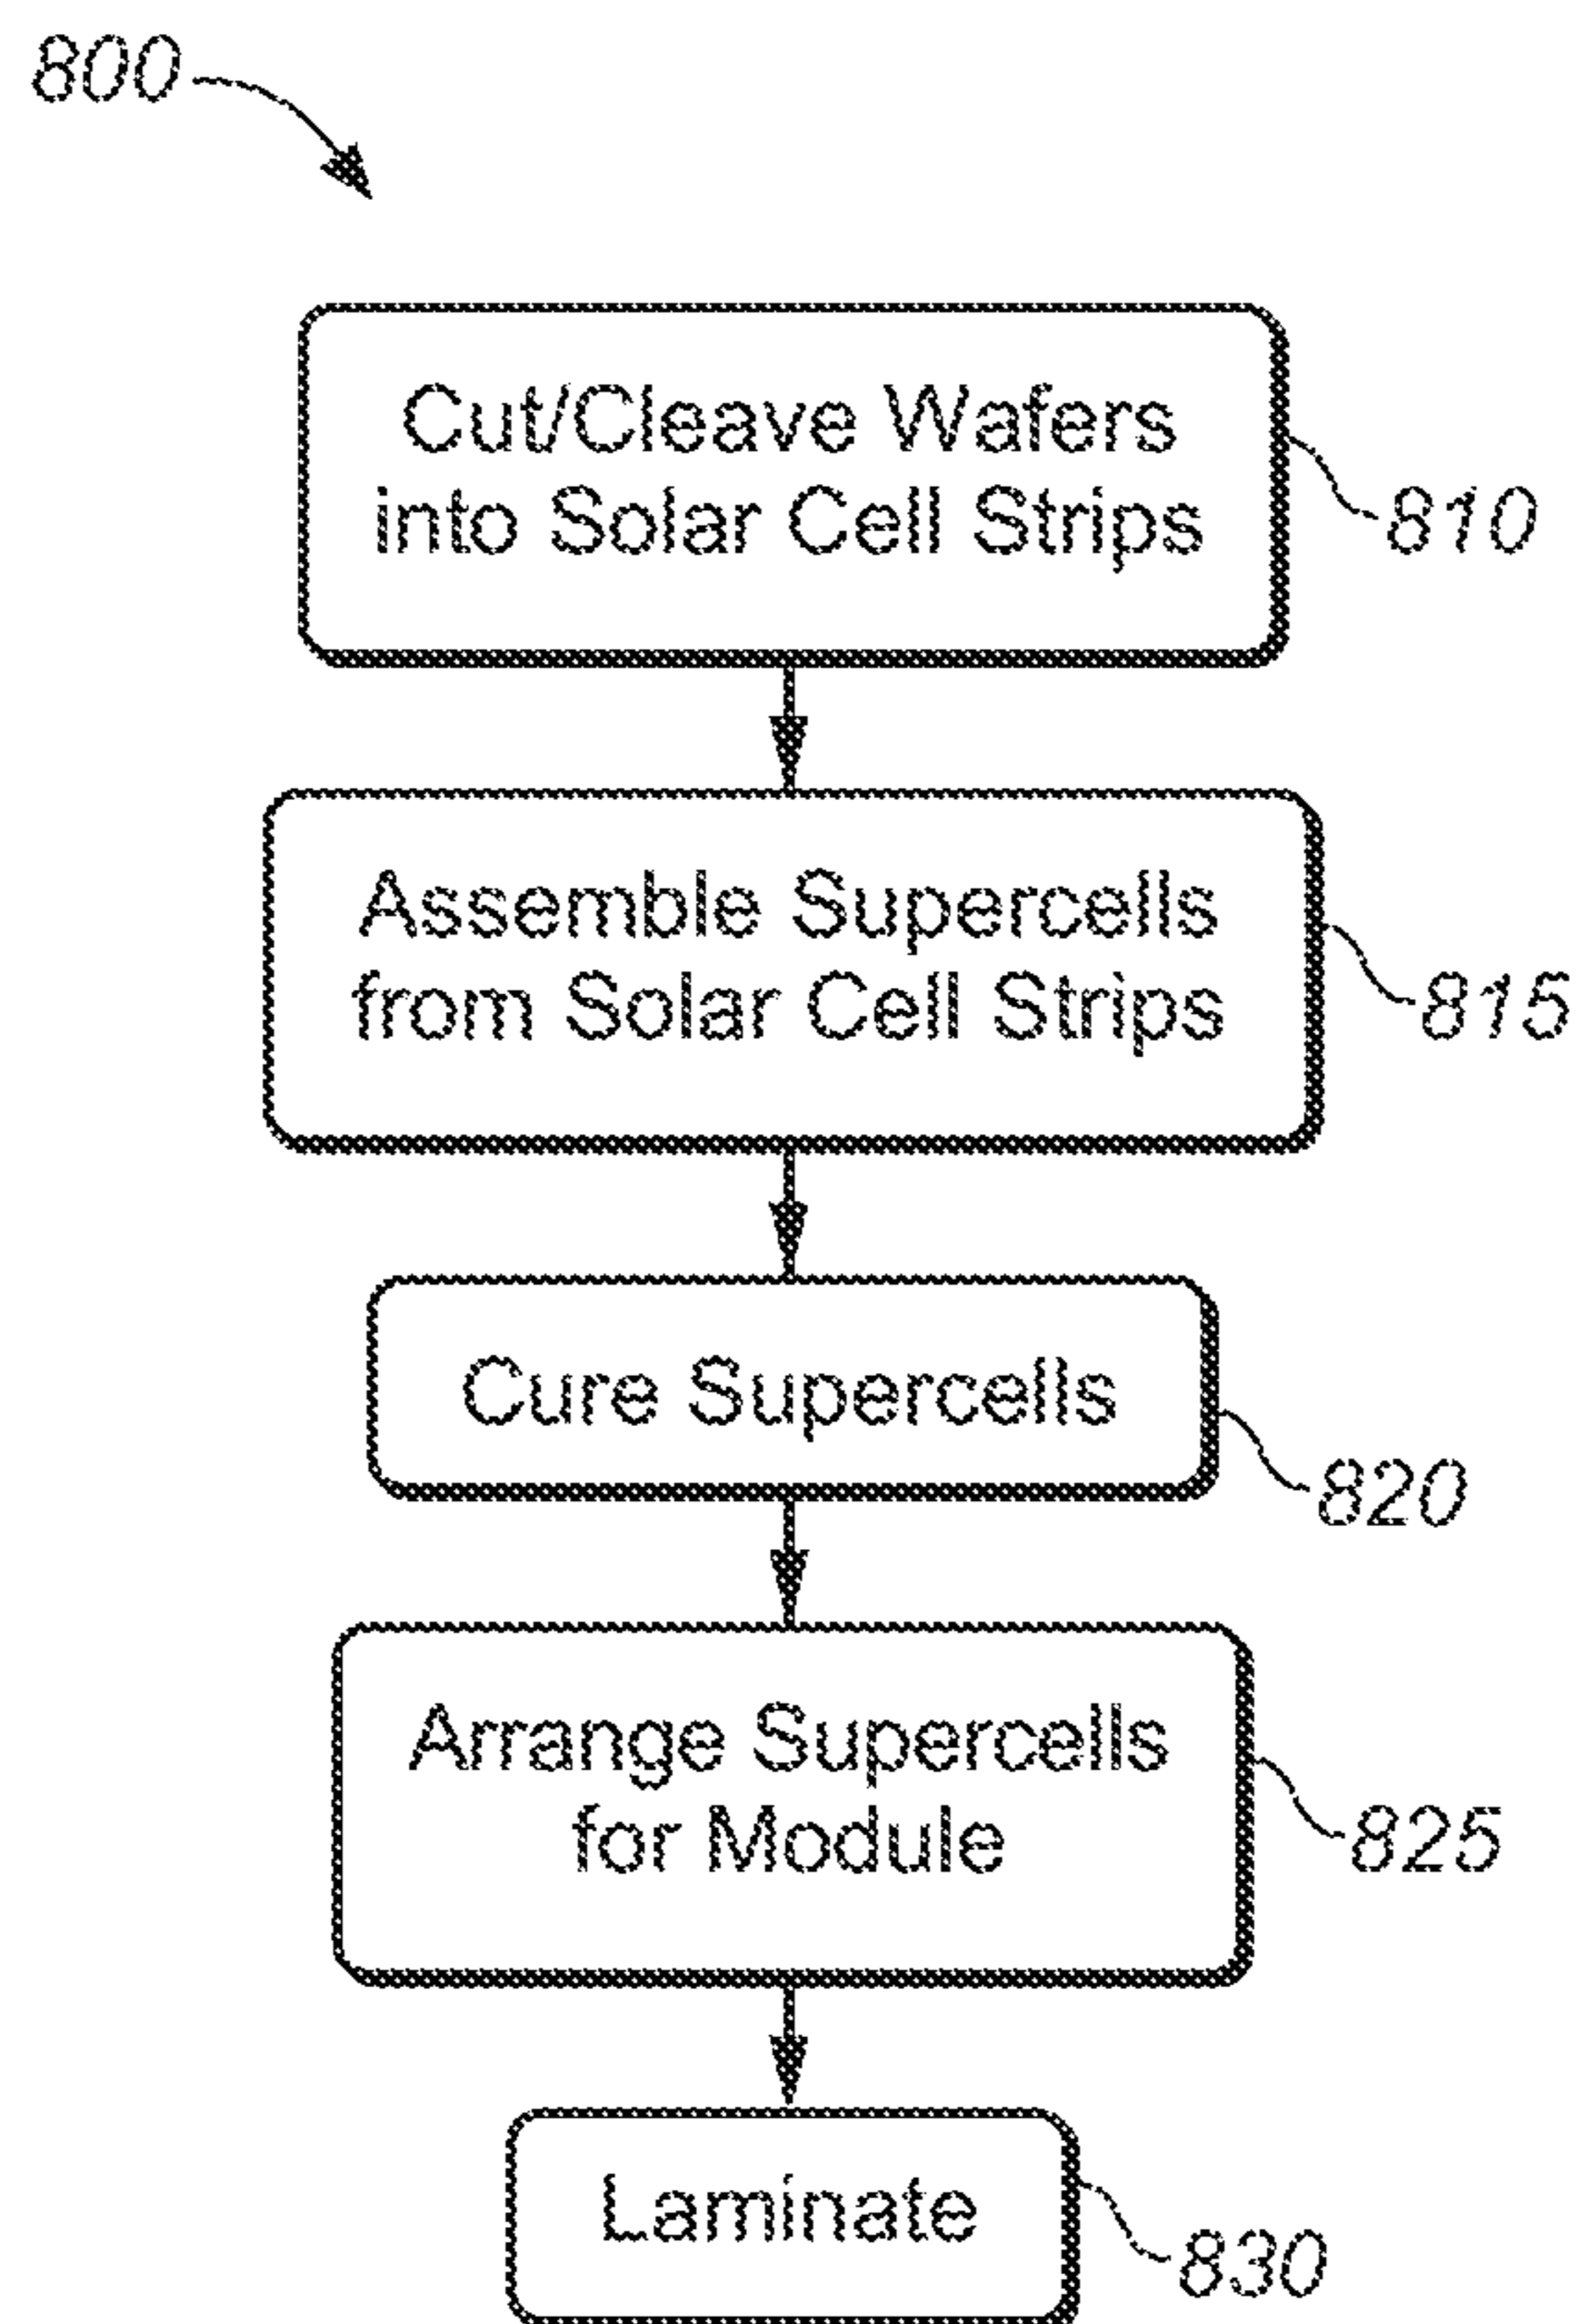 800
Cut/Cleave Wafers
into Solar Cell Strips
810
Assemble Supercells
from Solar Cell Strips
815
Cure Supercells
820
Arrange Supercells
for Module
825
Laminate
830